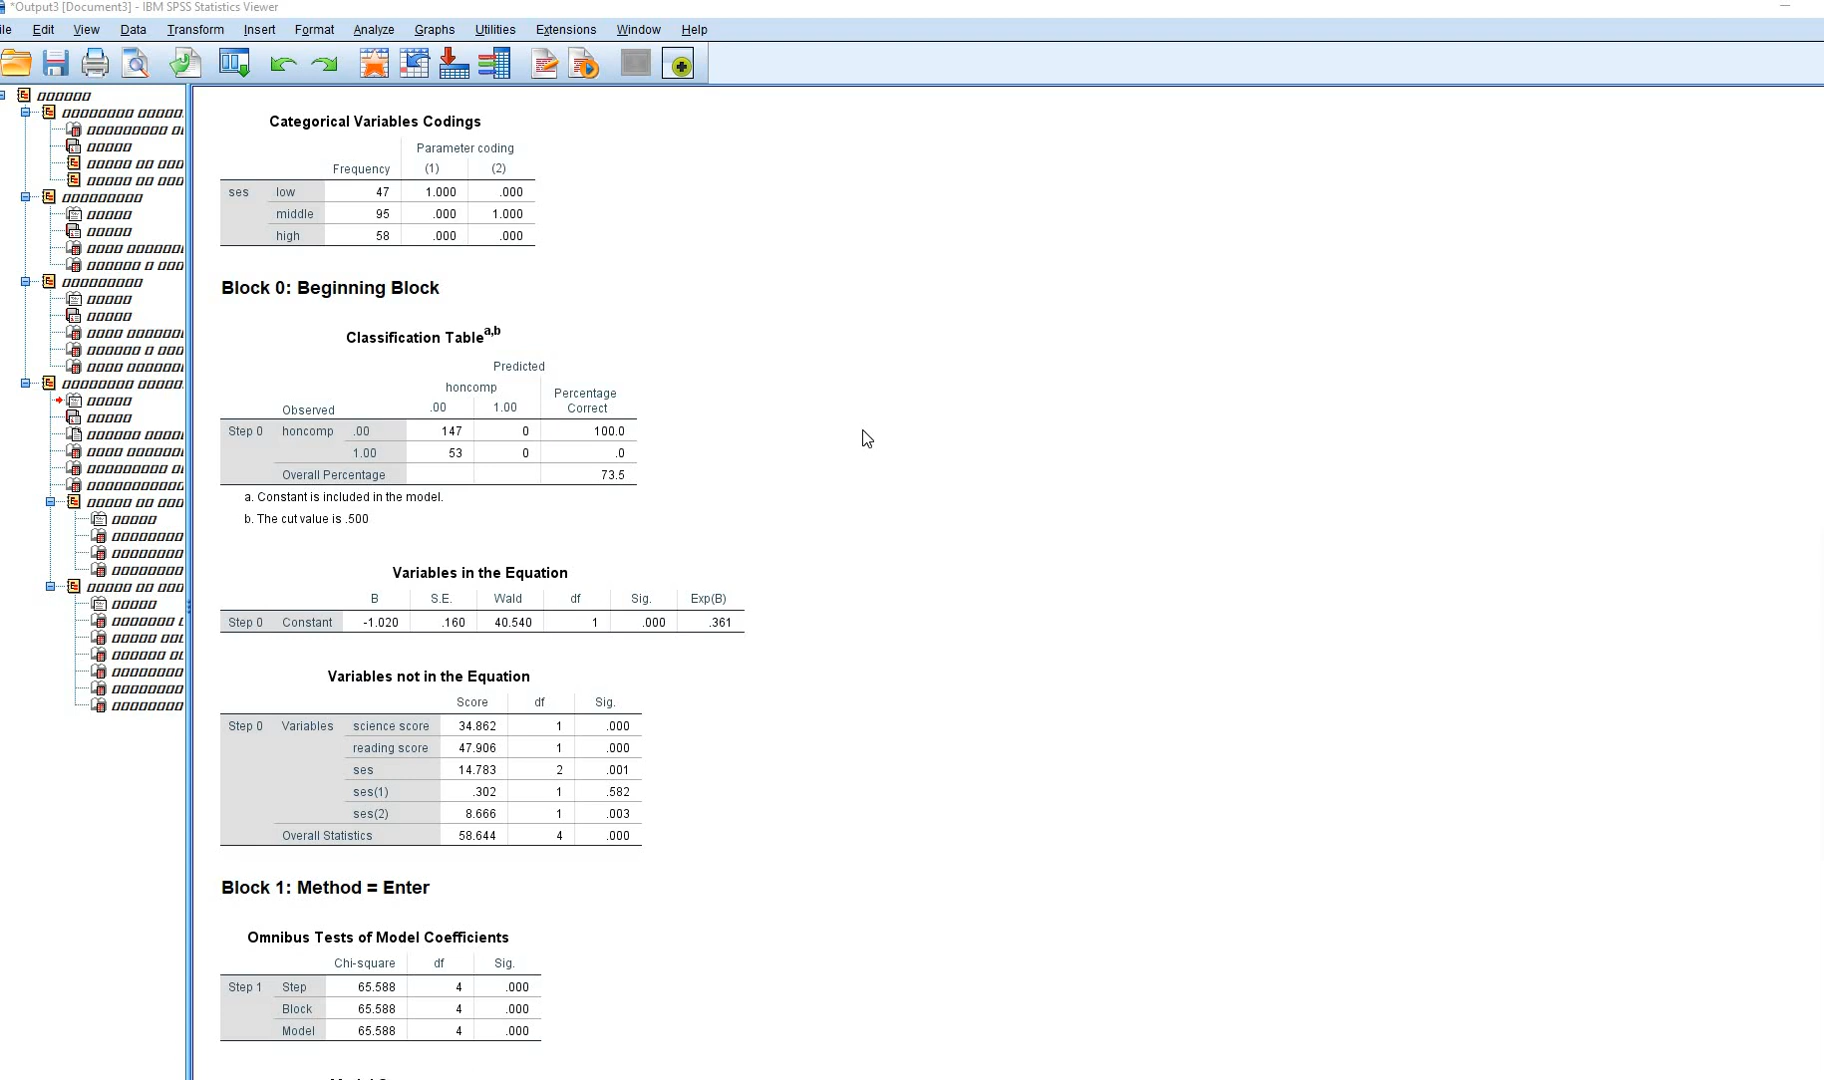 *Output3 [Document3] - IBM SPSS Statistics Viewer
ile Edit View Data Transform Insert Format Analyze Graphs Utilities Extensions Window Help
Categorical Variables Codings
Parameter coding
Frequency (1) (2)
ses low 47 1.000 .000
middle 95 .000 1.000
high 58 .000 .000
Block 0: Beginning Block
Classification Table a,b
Predicted
honcomp Percentage Correct
Observed .00 1.00
Step 0 honcomp .00 147 0 100.0
1.00 53 0 .0
Overall Percentage 73.5
a. Constant is included in the model.
b. The cut value is .500
Variables in the Equation
B S.E. Wald df Sig. Exp(B)
Step 0 Constant -1.020 .160 40.540 1 .000 .361
Variables not in the Equation
Score df Sig.
Step 0 Variables science score 34.862 1 .000
reading score 47.906 1 .000
ses 14.783 2 .001
ses(1) .302 1 .582
ses(2) 8.666 1 .003
Overall Statistics 58.644 4 .000
Block 1: Method = Enter
Omnibus Tests of Model Coefficients
Chi-square df Sig.
Step 1 Step 65.588 4 .000
Block 65.588 4 .000
Model 65.588 4 .000